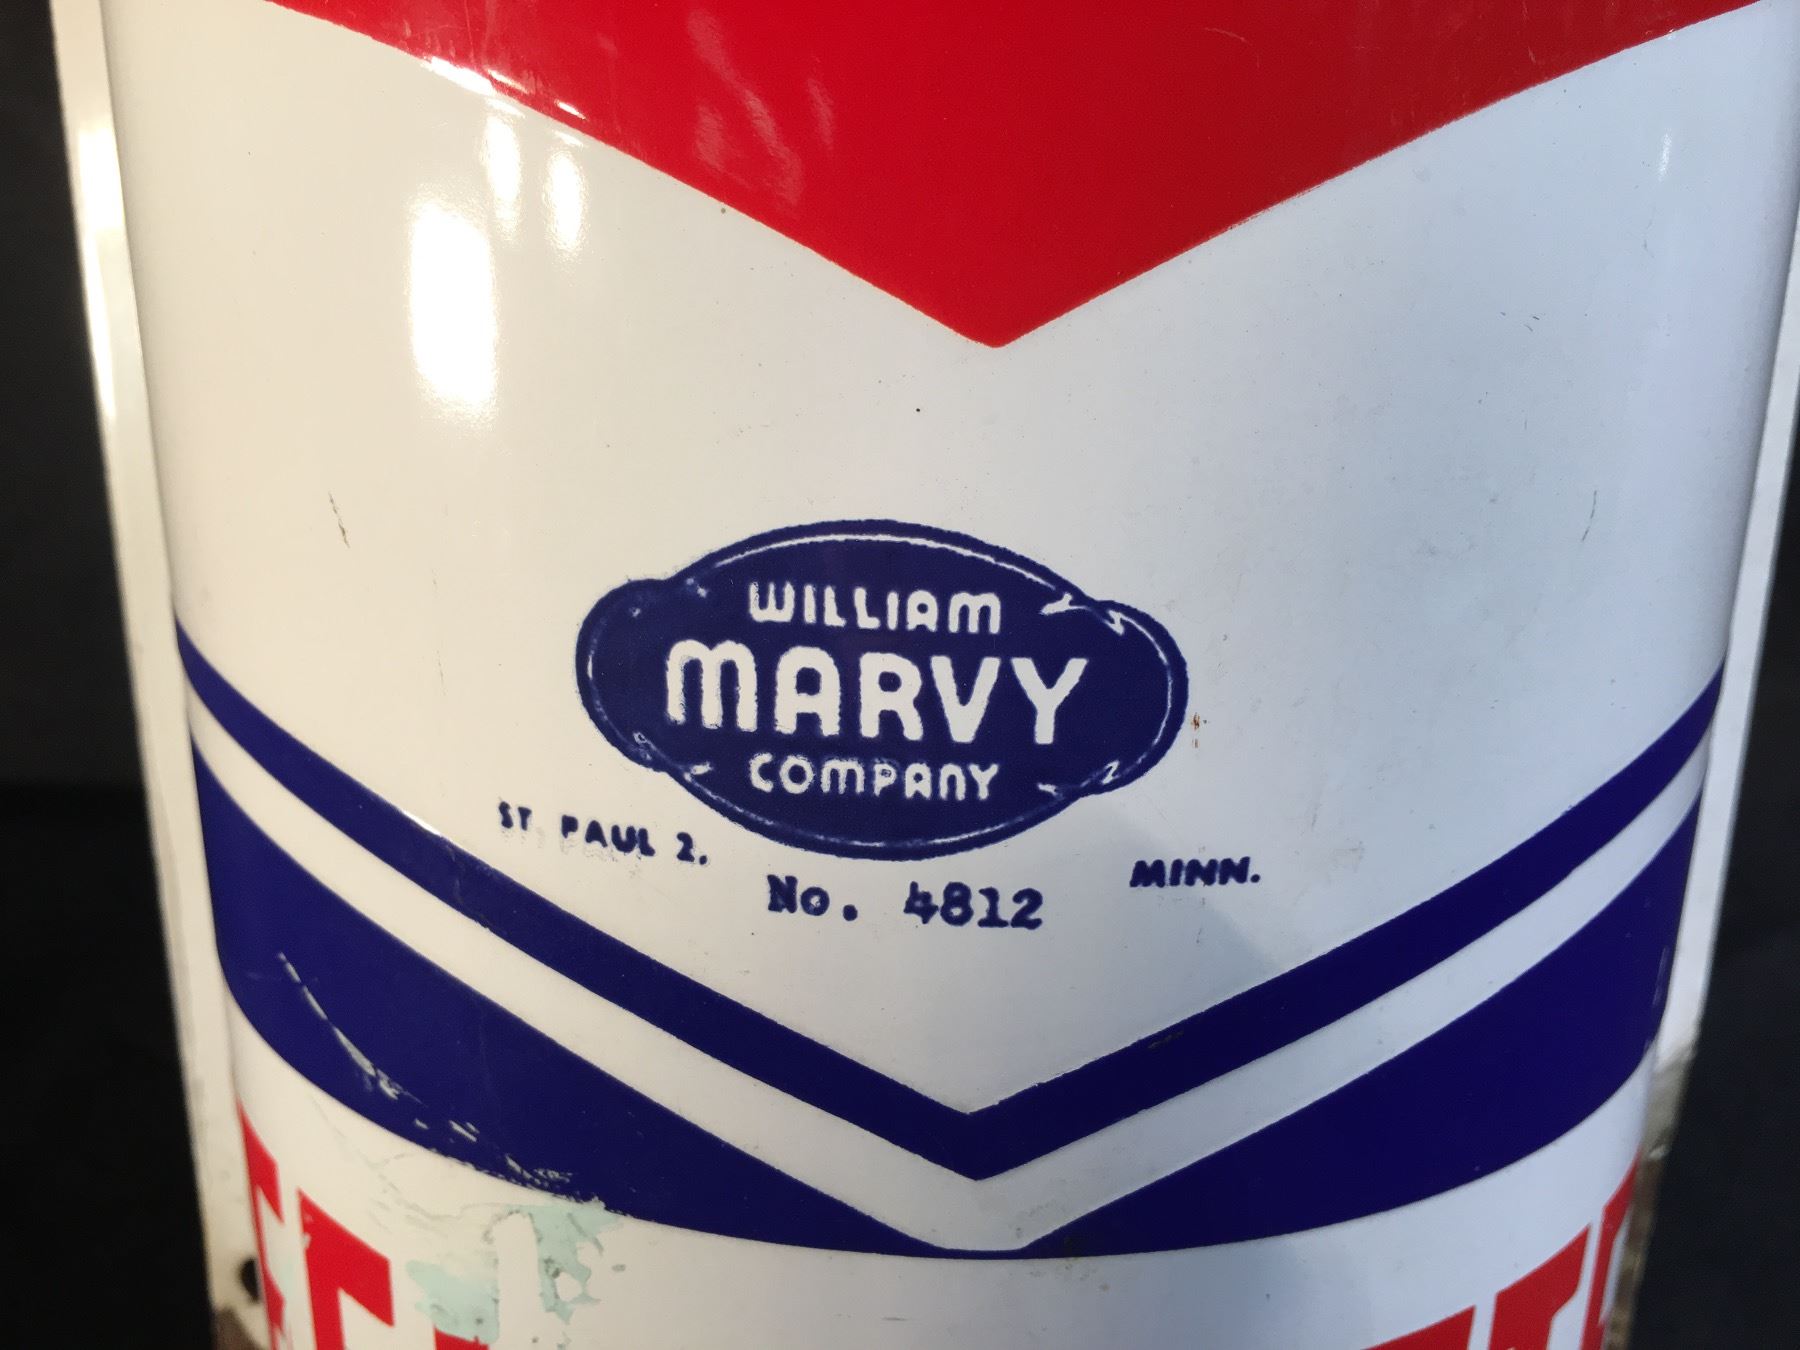 WILLIAM
MARVY
COMPANY
ST. PAUL 2, MINN.
No. 4812